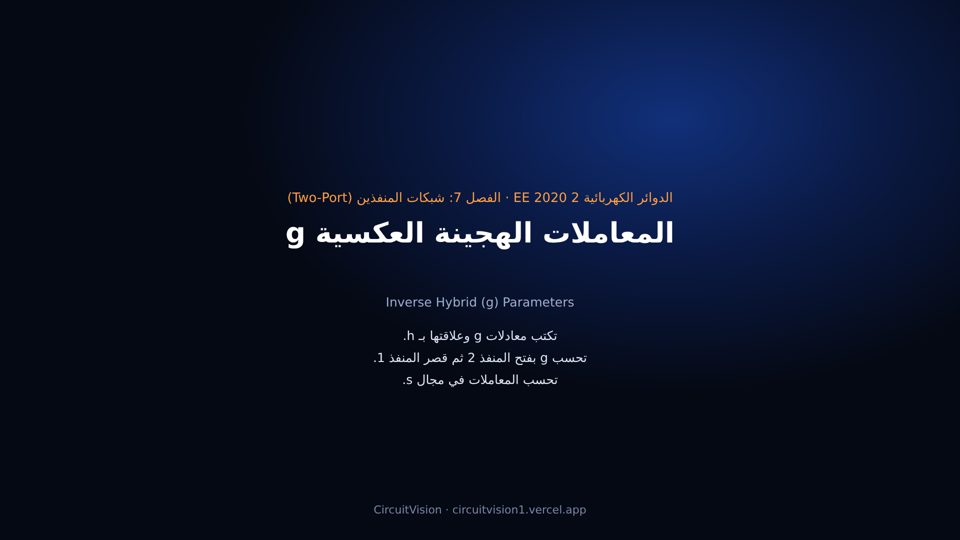 الدوائر الكهربائية 2 EE 2020 · الفصل 7: شبكات المنفذين (Two-Port)
المعاملات الهجينة العكسية g
Inverse Hybrid (g) Parameters
تكتب معادلات g وعلاقتها بـ h.
تحسب g بفتح المنفذ 2 ثم قصر المنفذ 1.
تحسب المعاملات في مجال s.
CircuitVision · circuitvision1.vercel.app